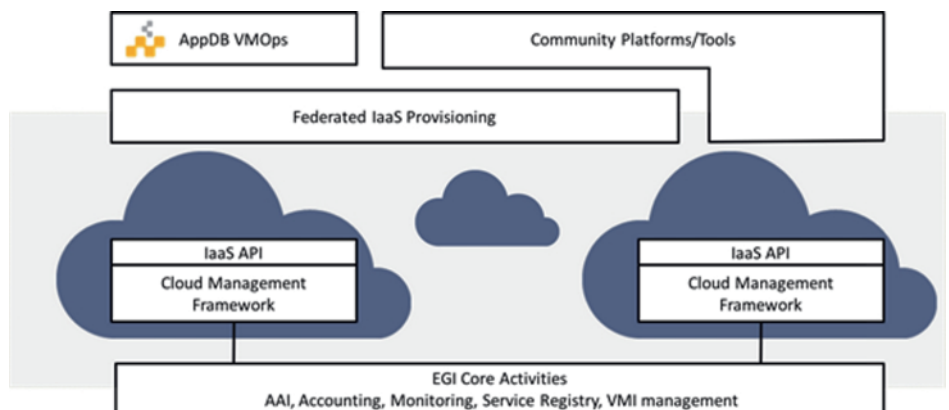 AppDB VMOps
Community Platforms/Tools
Federated IaaS Provisioning
IaaS API
Cloud Management
Framework
IaaS API
Cloud Management
Framework
EGI Core Activities
AAI, Accounting, Monitoring, Service Registry, VMI management